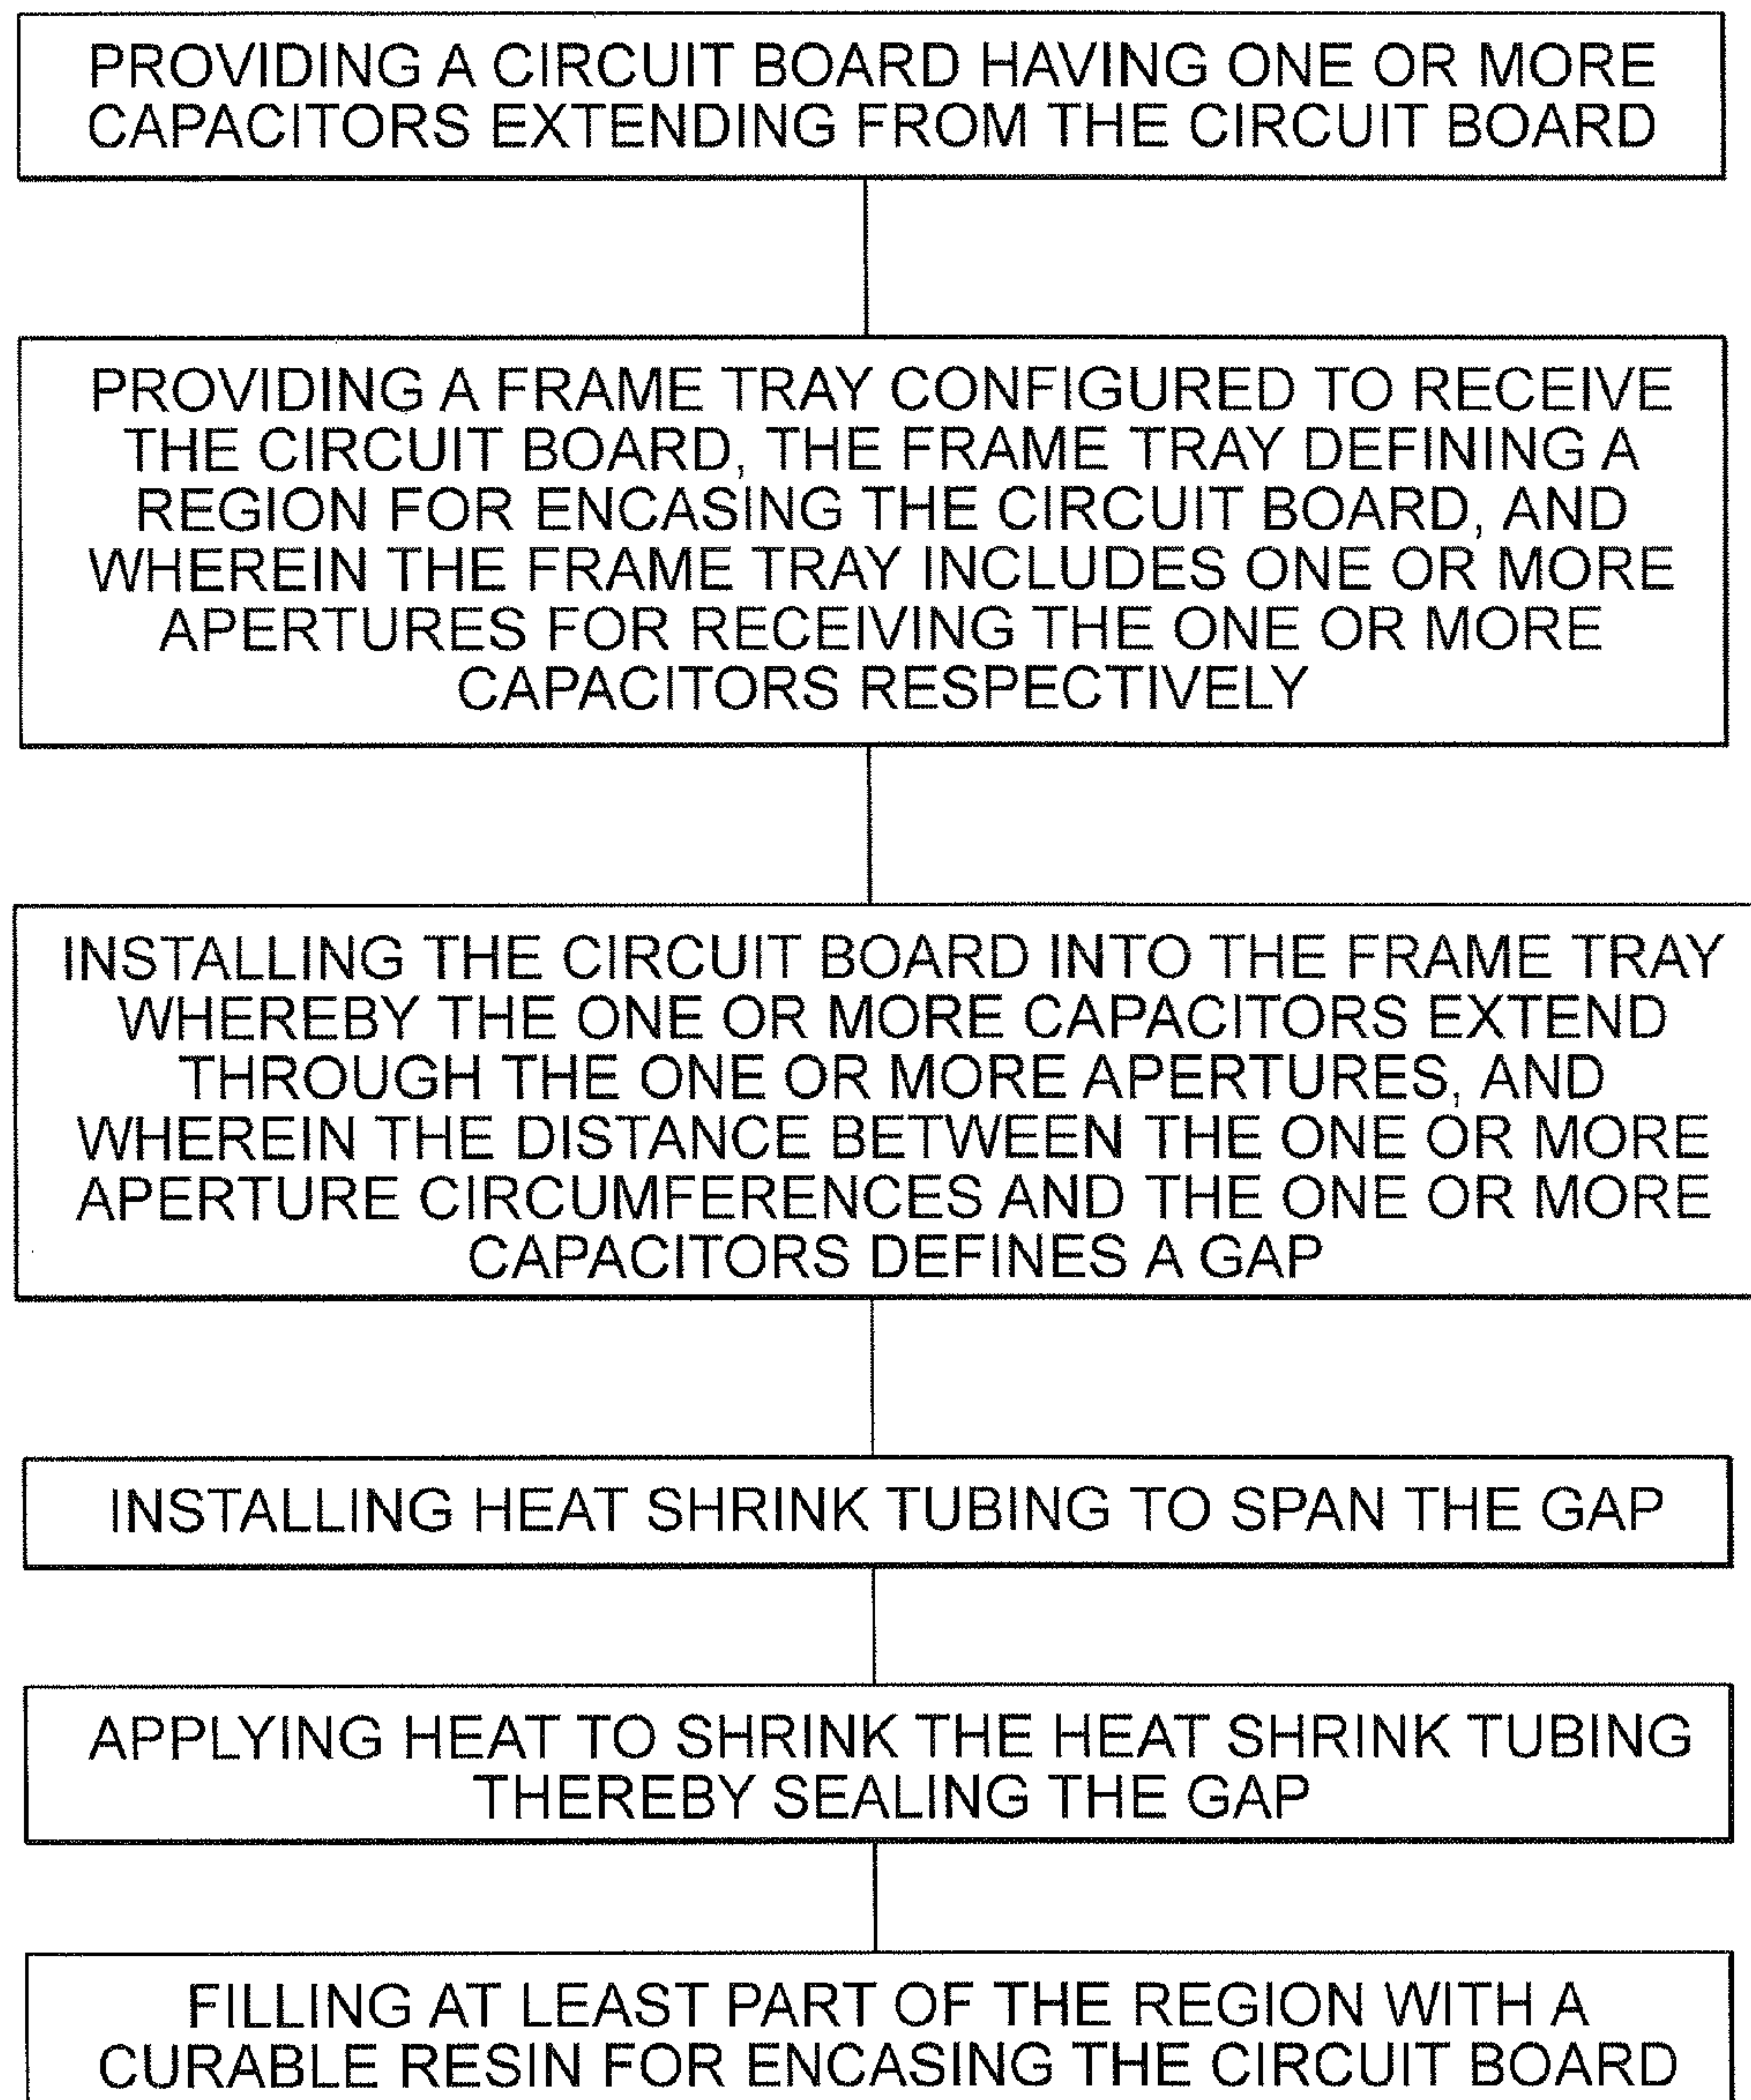 PROVIDING A CIRCUIT BOARD HAVING ONE OR MORE
CAPACITORS EXTENDING FROM THE CIRCUIT BOARD
PROVIDING A FRAME TRAY CONFIGURED TO RECEIVE
THE CIRCUIT BOARD, THE FRAME TRAY DEFINING A
REGION FOR ENCASING THE CIRCUIT BOARD, AND
WHEREIN THE FRAME TRAY INCLUDES ONE OR MORE
APERTURES FOR RECEIVING THE ONE OR MORE
CAPACITORS RESPECTIVELY
INSTALLING THE CIRCUIT BOARD INTO THE FRAME TRAY
WHEREBY THE ONE OR MORE CAPACITORS EXTEND
THROUGH THE ONE OR MORE APERTURES, AND
WHEREIN THE DISTANCE BETWEEN THE ONE OR MORE
APERTURE CIRCUMFERENCES AND THE ONE OR MORE
CAPACITORS DEFINES A GAP
INSTALLING HEAT SHRINK TUBING TO SPAN THE GAP
APPLYING HEAT TO SHRINK THE HEAT SHRINK TUBING
THEREBY SEALING THE GAP
FILLING AT LEAST PART OF THE REGION WITH A
CURABLE RESIN FOR ENCASING THE CIRCUIT BOARD